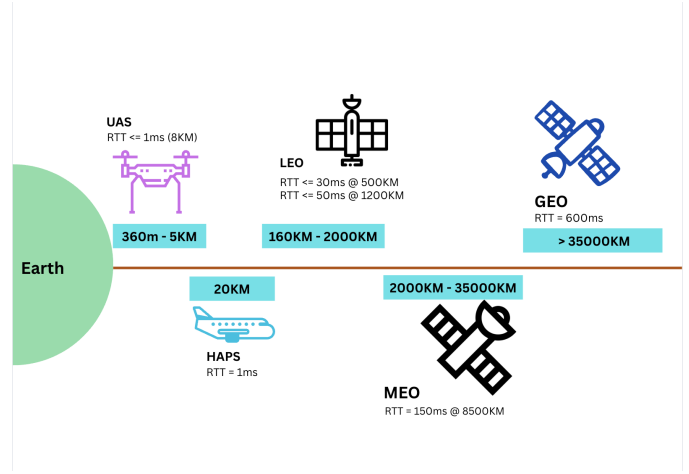 UAS
RTT <= 1ms (8KM)
360m - 5KM
LEO
RTT <= 30ms @ 500KM
RTT <= 50ms @ 1200KM
160KM - 2000KM
GEO
RTT = 600ms
> 35000KM
Earth
20KM
HAPS
RTT = 1ms
2000KM - 35000KM
MEO
RTT = 150ms @ 8500KM